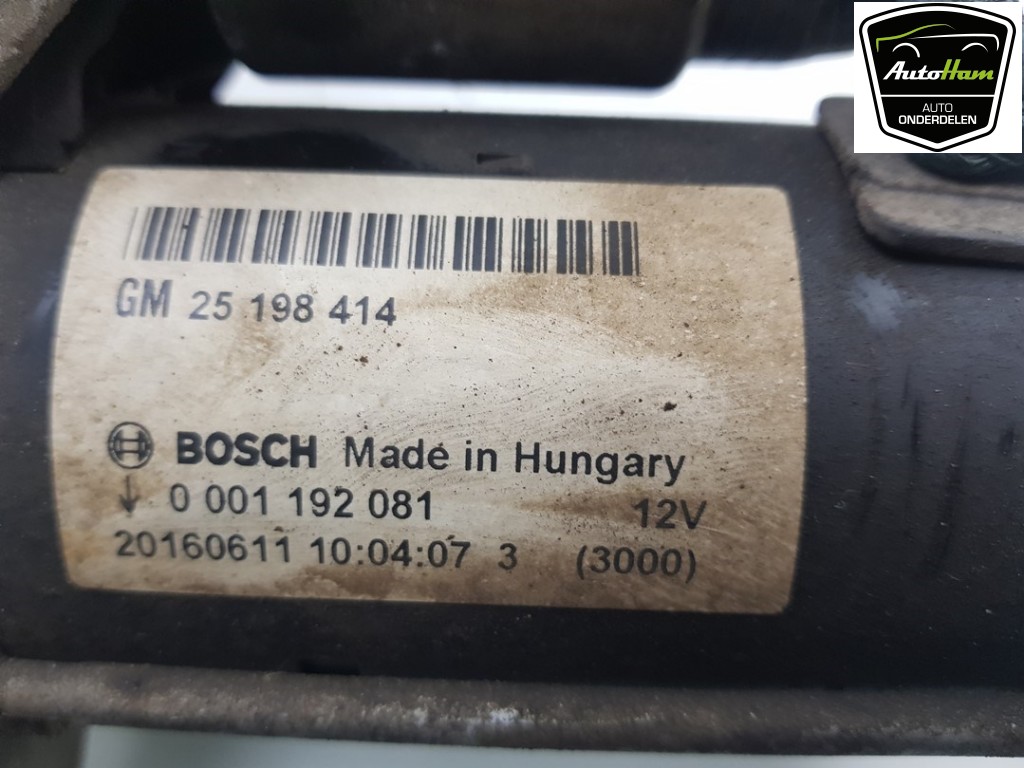 AutoHam
AUTO
ONDERDELEN
GM 25 198 414
BOSCH Made in Hungary
↓ 0 001 192 081 12V
20160611 10:04:07 3 (3000)